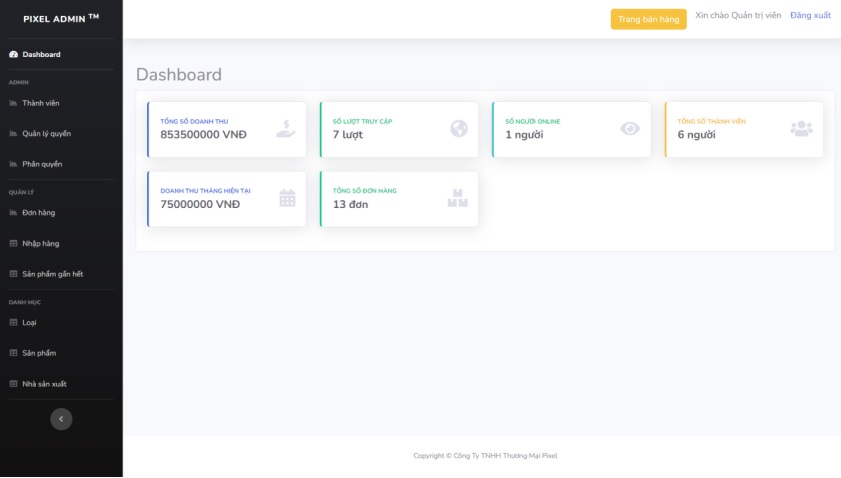 PIXEL ADMIN TM
Trang bán hàng
Xin chào Quản trị viên
Đăng xuất
Dashboard
ADMIN
Thành viên
Quản lý quyền
Phân quyền
QUẢN LÝ
Đơn hàng
Nhập hàng
Sản phẩm gần hết
DANH MỤC
Loại
Sản phẩm
Nhà sản xuất
Dashboard
TỔNG SỐ DOANH THU
853500000 VNĐ
SỐ LƯỢT TRUY CẬP
7 lượt
SỐ NGƯỜI ONLINE
1 người
TỔNG SỐ THÀNH VIÊN
6 người
DOANH THU THÁNG HIỆN TẠI
75000000 VNĐ
TỔNG SỐ ĐƠN HÀNG
13 đơn
Copyright © Công Ty TNHH Thương Mại Pixel